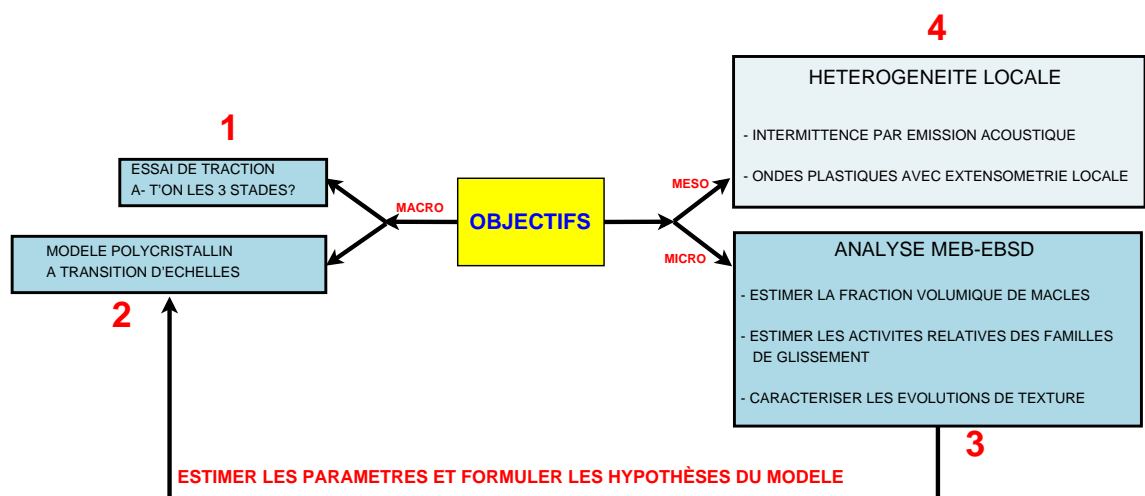 4
HETEROGENEITE LOCALE
- INTERMITTENCE PAR EMISSION ACOUSTIQUE
- ONDES PLASTIQUES AVEC EXTENSOMETRIE LOCALE
1
ESSAI DE TRACTION
A- T'ON LES 3 STADES?
MACRO
OBJECTIFS
MESO
MICRO
MODELE POLYCRISTALLIN
A TRANSITION D'ECHELLES
2
ANALYSE MEB-EBSD
- ESTIMER LA FRACTION VOLUMIQUE DE MACLES
- ESTIMER LES ACTIVITES RELATIVES DES FAMILLES
DE GLISSEMENT
- CARACTERISER LES EVOLUTIONS DE TEXTURE
3
ESTIMER LES PARAMETRES ET FORMULER LES HYPOTHÈSES DU MODELE